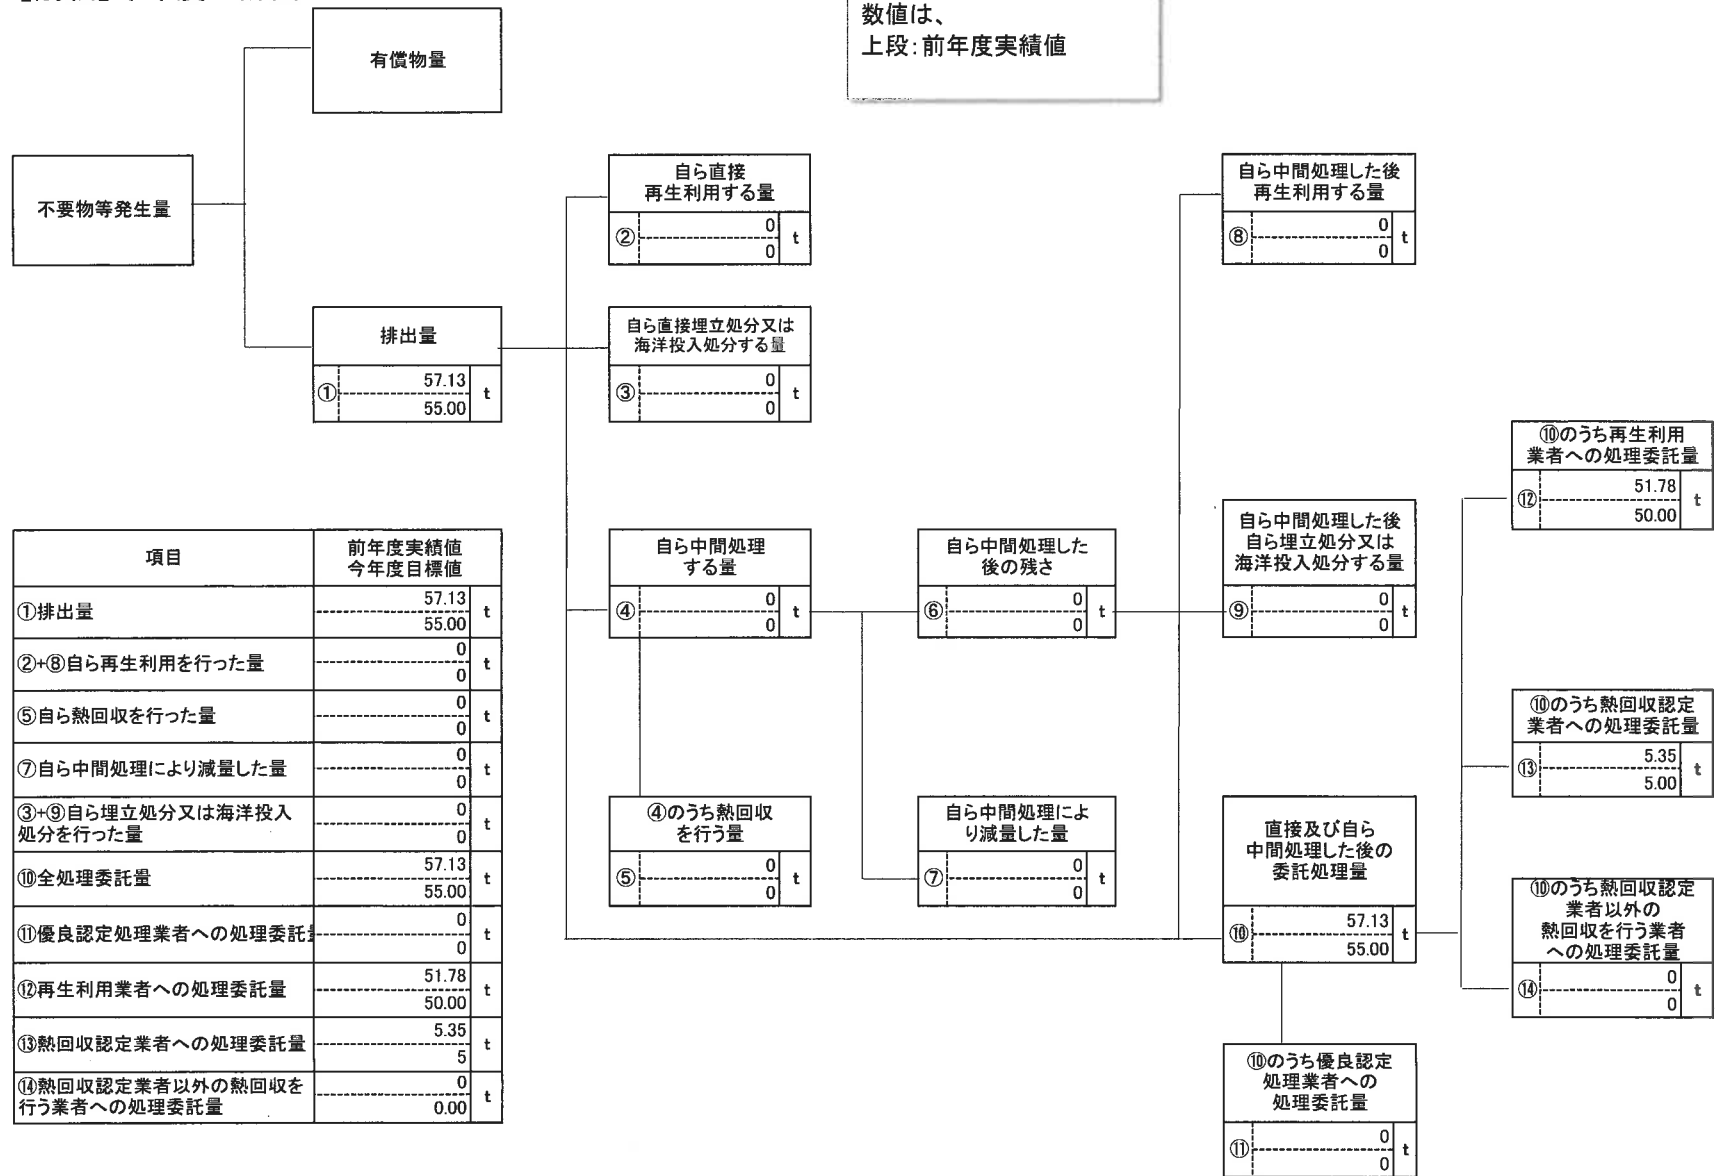 数値は、
上段:前年度実績値
有償物量
不要物等発生量
排出量
① 57.13 t
55.00
自ら直接
再生利用する量
② 0 t
0
自ら直接埋立処分又は
海洋投入処分する量
③ 0 t
0
自ら中間処理した後
再生利用する量
⑧ 0 t
0
⑩のうち再生利用
業者への処理委託量
⑫ 51.78 t
50.00
自ら中間処理
する量
④ 0 t
0
自ら中間処理した
後の残さ
⑥ 0 t
0
自ら中間処理した後
自ら埋立処分又は
海洋投入処分する量
⑨ 0 t
0
⑩のうち熱回収認定
業者への処理委託量
⑬ 5.35 t
5.00
④のうち熱回収
を行う量
⑤ 0 t
0
自ら中間処理によ
り減量した量
⑦ 0 t
0
直接及び自ら
中間処理した後の
委託処理量
⑩ 57.13 t
55.00
⑩のうち熱回収認定
業者以外の
熱回収を行う業者
への処理委託量
⑭ 0 t
0
⑩のうち優良認定
処理業者への
処理委託量
⑪ 0 t
0
項目
前年度実績値
今年度目標値
①排出量 57.13 t
55.00
②+⑧自ら再生利用を行った量 0 t
0
⑤自ら熱回収を行った量 0 t
0
⑦自ら中間処理により減量した量 0 t
0
③+⑨自ら埋立処分又は海洋投入
処分を行った量 0 t
0
⑩全処理委託量 57.13 t
55.00
⑪優良認定処理業者への処理委託 0 t
0
⑫再生利用業者への処理委託量 51.78 t
50.00
⑬熱回収認定業者への処理委託量 5.35 t
5
⑭熱回収認定業者以外の熱回収を
行う業者への処理委託量 0 t
0.00